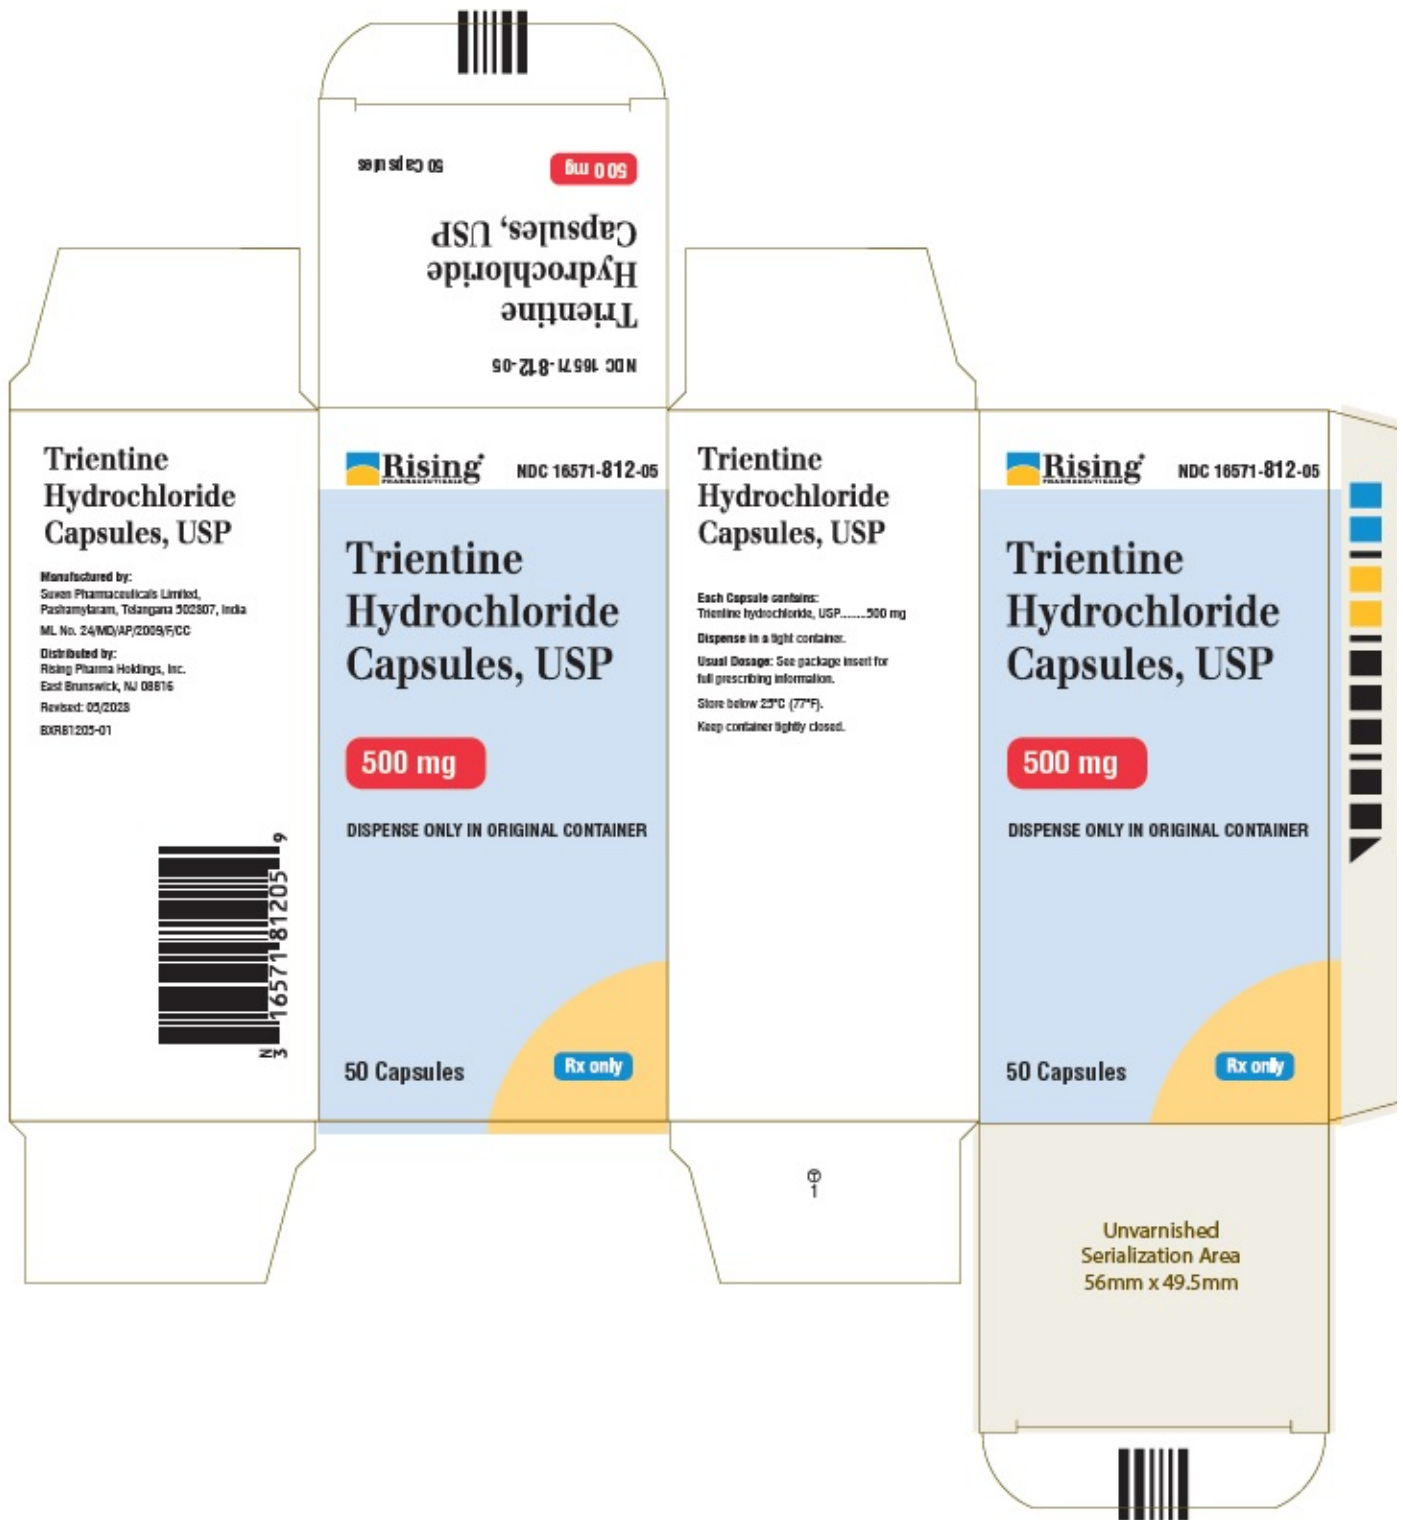 50 Capsules
50 0 mg
Trientine
Hydrochloride
Capsules, USP
NDC 16571-812-05
Trientine
Hydrochloride
Capsules, USP
Manufactured by:
Suven Pharmaceuticals Limited,
Pashamylaram, Telangana 502307, India
ML No. 24/MD/AP/2009/F/CC
Distributed by:
Rising Pharma Holdings, Inc.
East Brunswick, NJ 08816
Revised: 05/2023
BXR81205-01
N
3 16571 81205 9
Rising
PHARMACEUTICALS
NDC 16571-812-05
Trientine
Hydrochloride
Capsules, USP
500 mg
DISPENSE ONLY IN ORIGINAL CONTAINER
50 Capsules
Rx only
Trientine
Hydrochloride
Capsules, USP
Each Capsule contains:
Trientine hydrochloride, USP.........500 mg
Dispense in a tight container.
Usual Dosage: See package insert for
full prescribing information.
Store below 25°C (77°F).
Keep container tightly closed.
1
Rising
PHARMACEUTICALS
NDC 16571-812-05
Trientine
Hydrochloride
Capsules, USP
500 mg
DISPENSE ONLY IN ORIGINAL CONTAINER
50 Capsules
Rx only
Unvarnished
Serialization Area
56mm x 49.5mm